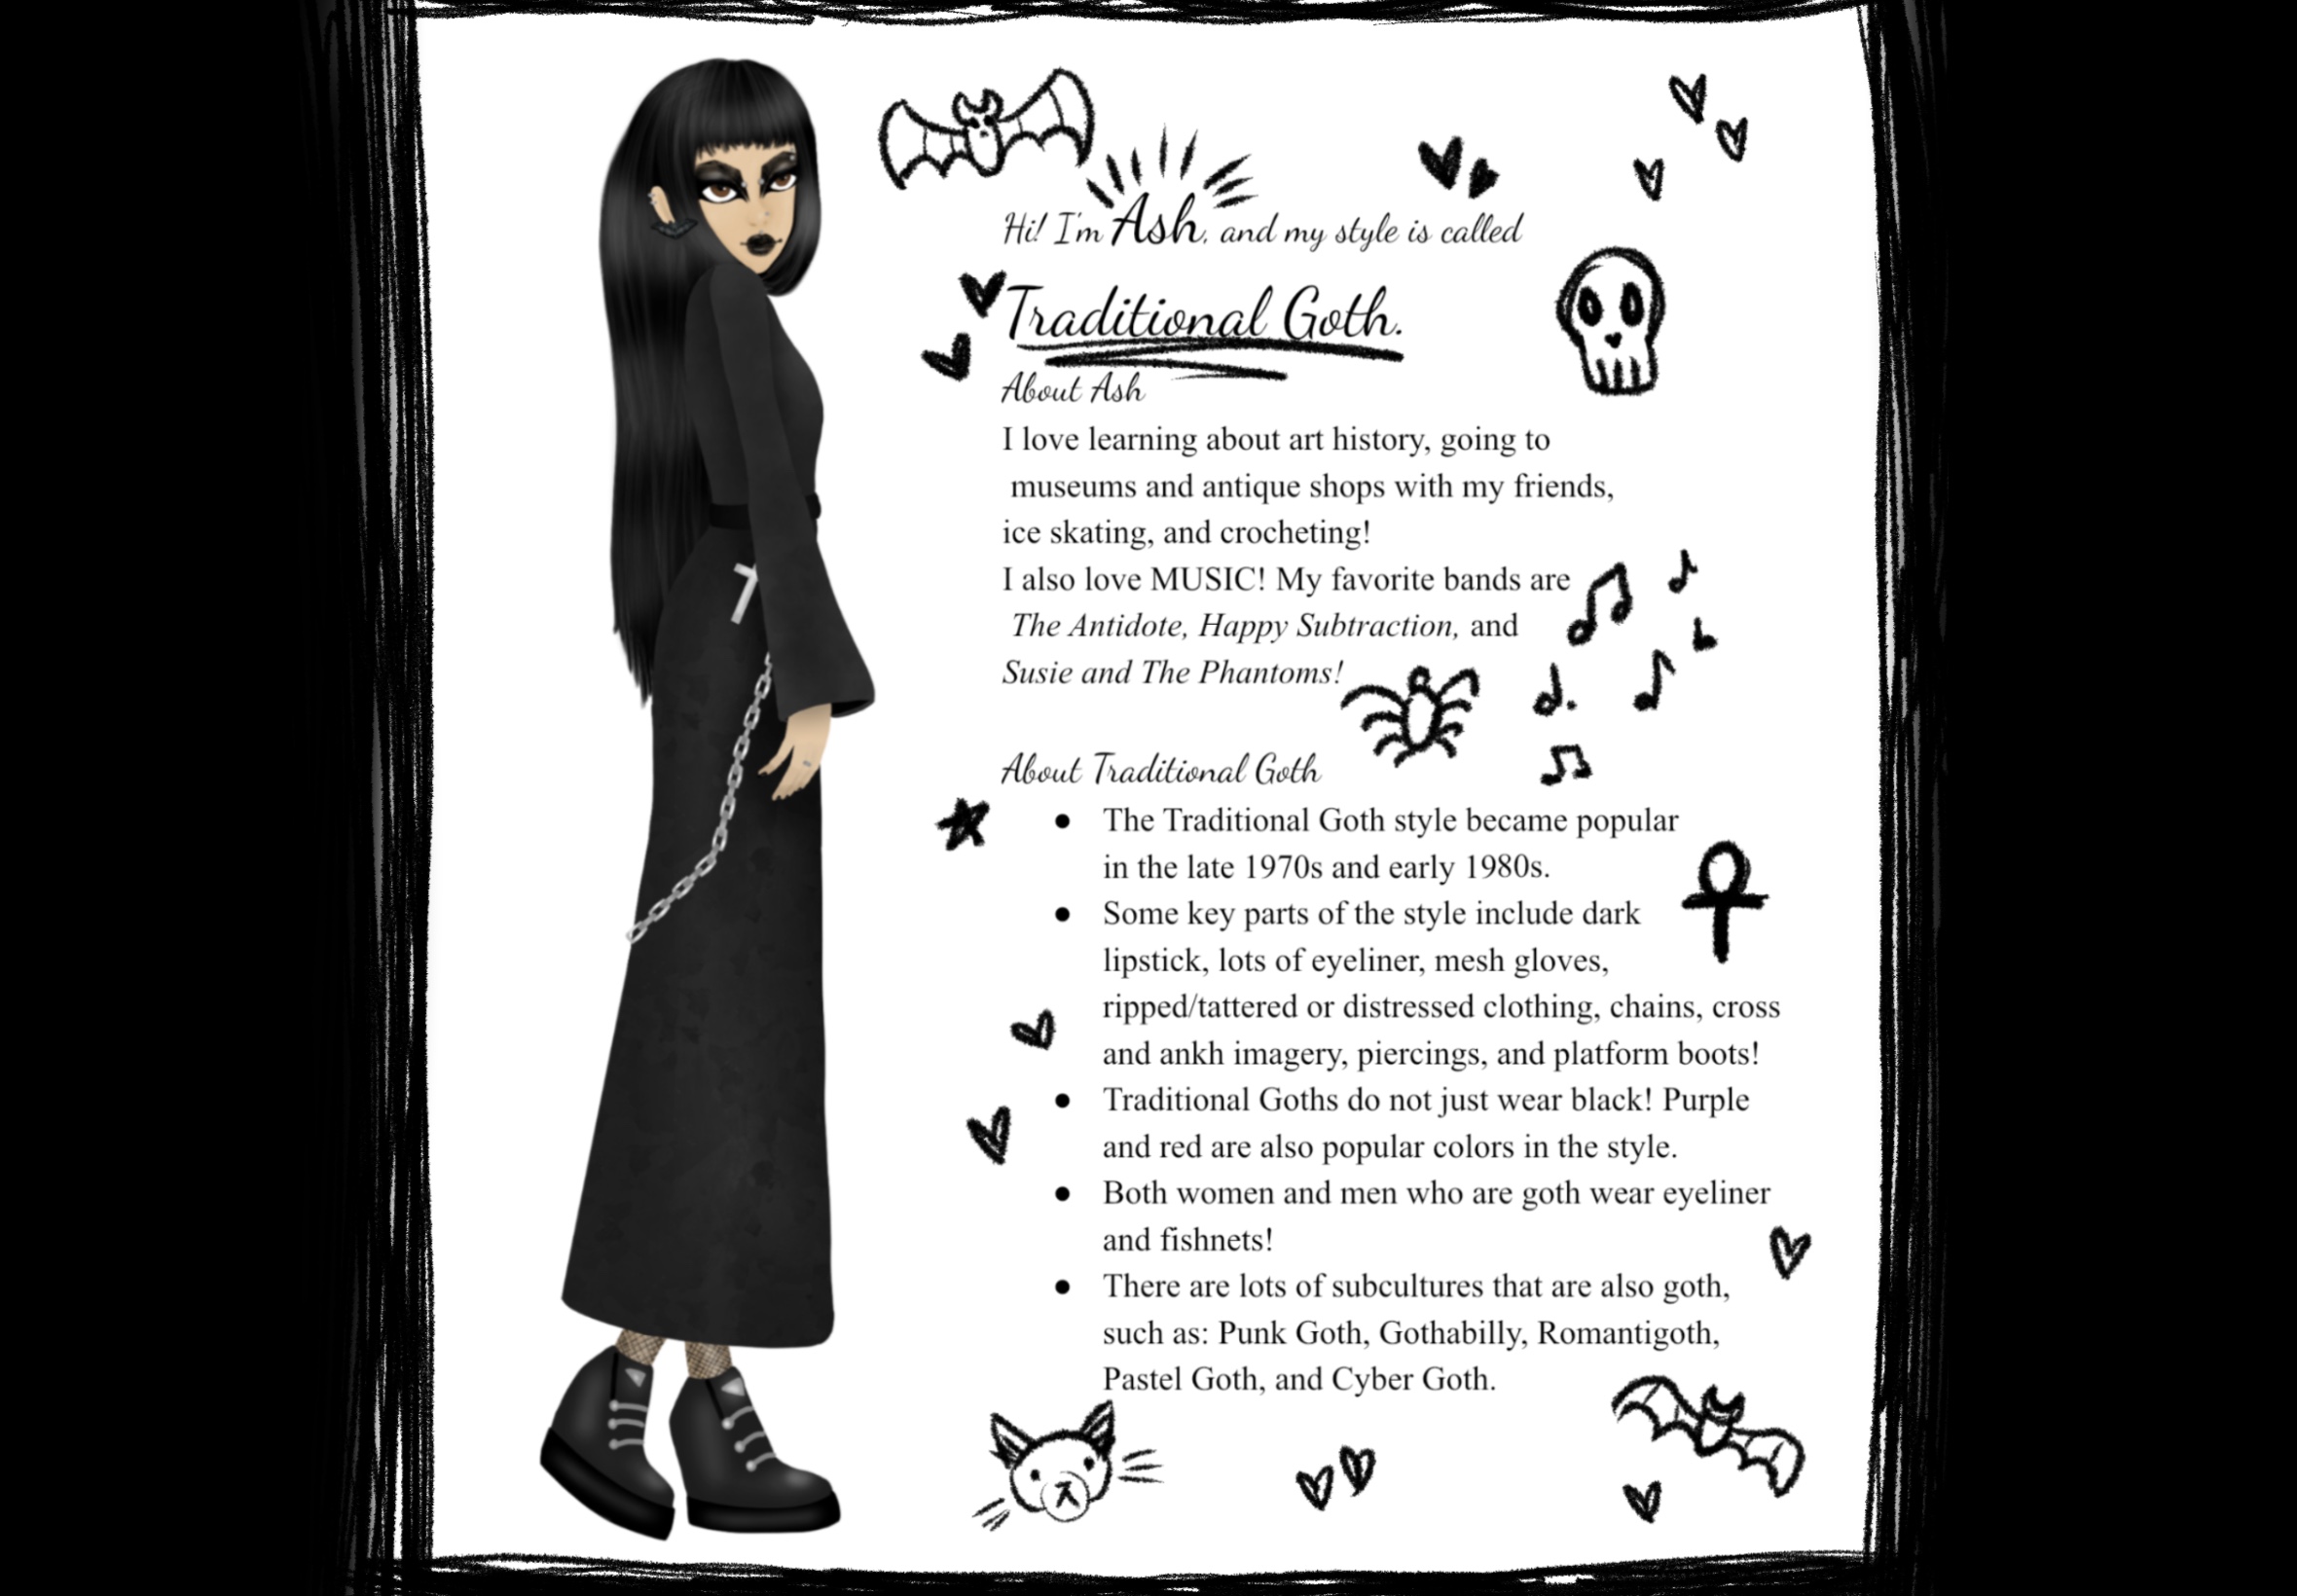 Hi! I'm Ash, and my style is called
Traditional Goth.
About Ash
I love learning about art history, going to
museums and antique shops with my friends,
ice skating, and crocheting!
I also love MUSIC! My favorite bands are
The Antidote, Happy Subtraction, and
Susie and The Phantoms!
About Traditional Goth
● The Traditional Goth style became popular
in the late 1970s and early 1980s.
● Some key parts of the style include dark
lipstick, lots of eyeliner, mesh gloves,
ripped/tattered or distressed clothing, chains, cross
and ankh imagery, piercings, and platform boots!
● Traditional Goths do not just wear black! Purple
and red are also popular colors in the style.
● Both women and men who are goth wear eyeliner
and fishnets!
● There are lots of subcultures that are also goth,
such as: Punk Goth, Gothabilly, Romantigoth,
Pastel Goth, and Cyber Goth.